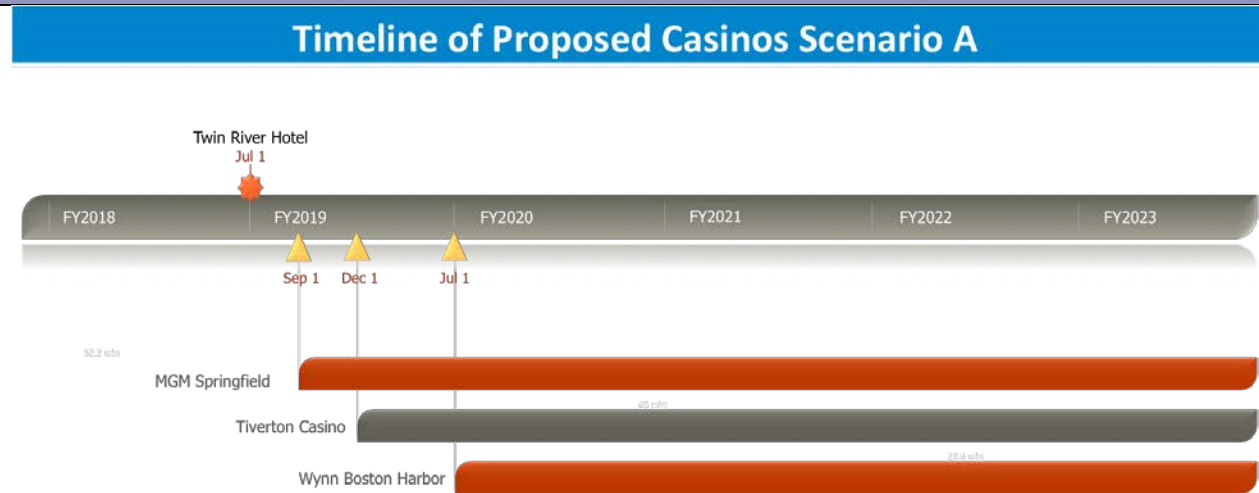 Timeline of Proposed Casinos Scenario A
Twin River Hotel
Jul 1
FY2018 FY2019 FY2020 FY2021 FY2022 FY2023
Sep 1 Dec 1 Jul 1
MGM Springfield
Tiverton Casino
Wynn Boston Harbor